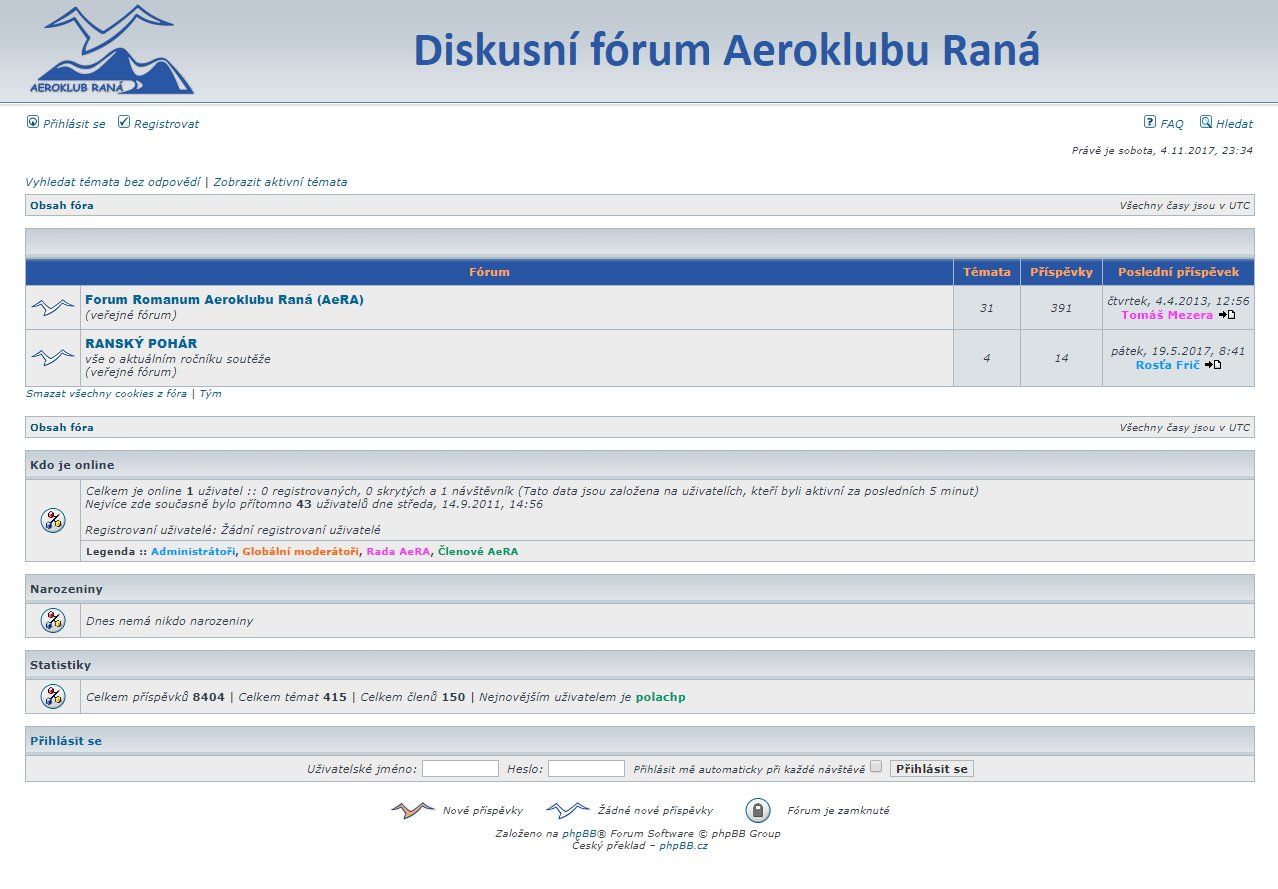 AEROKLUB RANÁ
Diskusní fórum Aeroklubu Raná
Přihlásit se Registrovat
FAQ Hledat
Právě je sobota, 4.11.2017, 23:34
Vyhledat témata bez odpovědí | Zobrazit aktivní témata
Obsah fóra Všechny časy jsou v UTC
Fórum Témata Příspěvky Poslední příspěvek
Forum Romanum Aeroklubu Raná (AeRA)
(veřejné fórum)
31 391 čtvrtek, 4.4.2013, 12:56
Tomáš Mezera
RANSKÝ POHÁR
vše o aktuálním ročníku soutěže
(veřejné fórum)
4 14 pátek, 19.5.2017, 8:41
Rosťa Frič
Smazat všechny cookies z fóra | Tým
Obsah fóra Všechny časy jsou v UTC
Kdo je online
Celkem je online 1 uživatel :: 0 registrovaných, 0 skrytých a 1 návštěvník (Tato data jsou založena na uživatelích, kteří byli aktivní za posledních 5 minut)
Nejvíce zde současně bylo přítomno 43 uživatelů dne středa, 14.9.2011, 14:56
Registrovaní uživatelé: Žádní registrovaní uživatelé
Legenda :: Administrátoři, Globální moderátoři, Rada AeRA, Členové AeRA
Narozeniny
Dnes nemá nikdo narozeniny
Statistiky
Celkem příspěvků 8404 | Celkem témat 415 | Celkem členů 150 | Nejnovějším uživatelem je polachp
Přihlásit se
Uživatelské jméno: Heslo: Přihlásit mě automaticky při každé návštěvě Přihlásit se
Nové příspěvky Žádné nové příspěvky Fórum je zamknuté
Založeno na phpBB® Forum Software © phpBB Group
Český překlad – phpBB.cz